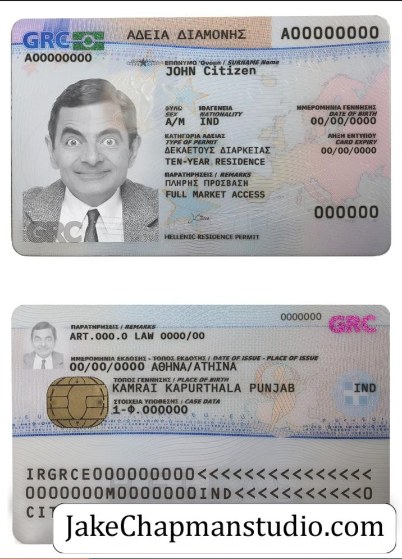 GRC
ΑΔΕΙΑ ΔΙΑΜΟΝΗΣ
A00000000
A00000000
ΕΠΩΝΥΜΟ Όνομα / SURNAME Name
JOHN Citizen
ΦΥΛΟ ΙΘΑΓΕΝΕΙΑ
SEX NATIONALITY
A/M IND
ΗΜΕΡΟΜΗΝΙΑ ΓΕΝΝΗΣΗΣ
DATE OF BIRTH
00/00/0000
ΚΑΤΗΓΟΡΙΑ ΑΔΕΙΑΣ
TYPE OF PERMIT
ΔΕΚΑΕΤΟΥΣ ΔΙΑΡΚΕΙΑΣ
TEN-YEAR RESIDENCE
ΛΗΞΗ ΕΝΤΥΠΟΥ
CARD EXPIRY
00/00/0000
ΠΑΡΑΤΗΡΗΣΕΙΣ / REMARKS
ΠΛΗΡΗΣ ΠΡΟΣΒΑΣΗ
FULL MARKET ACCESS
000000
GRC
HELLENIC RESIDENCE PERMIT
0000000
GRC
ΠΑΡΑΤΗΡΗΣΕΙΣ / REMARKS
ART.000.0 LAW 0000/00
ΗΜΕΡΟΜΗΝΙΑ ΕΚΔΟΣΗΣ - ΤΟΠΟΣ ΕΚΔΟΤΗΣ / DATE OF ISSUE - PLACE OF ISSUE
00/00/0000 ΑΘΗΝΑ/ATHINA
ΤΟΠΟΣ ΓΕΝΝΗΣΗΣ / PLACE OF BIRTH
KAMRAI KAPURTHALA PUNJAB IND
ΣΤΟΙΧΕΙΑ ΥΠΟΘΕΣΗΣ / CASE DATA
1-Φ.000000
IRGRCE000000000<<<<<<<<<<<<<<<
0000000M0000000IND<<<<<<<<<<<0
CIT
JakeChapmanstudio.com